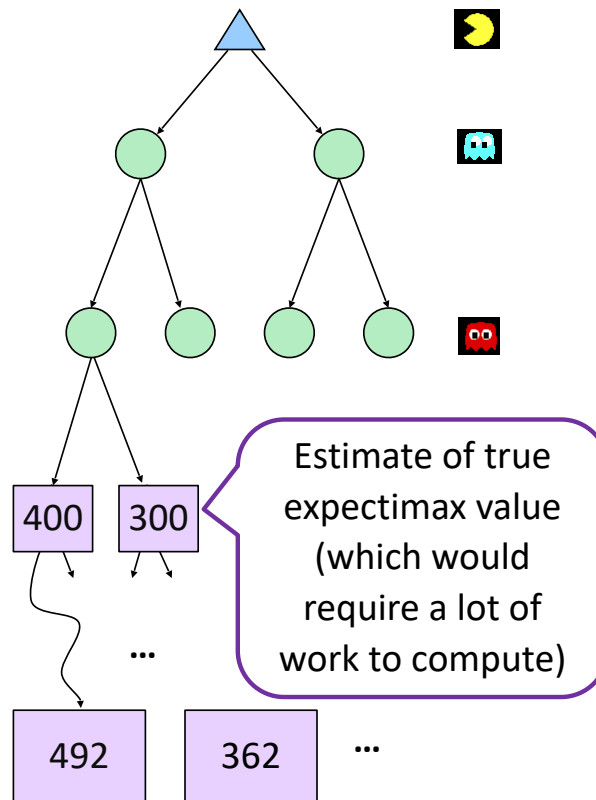 Estimate of true
expectimax value
(which would
require a lot of
work to compute)
400 300
...
492 362 ...